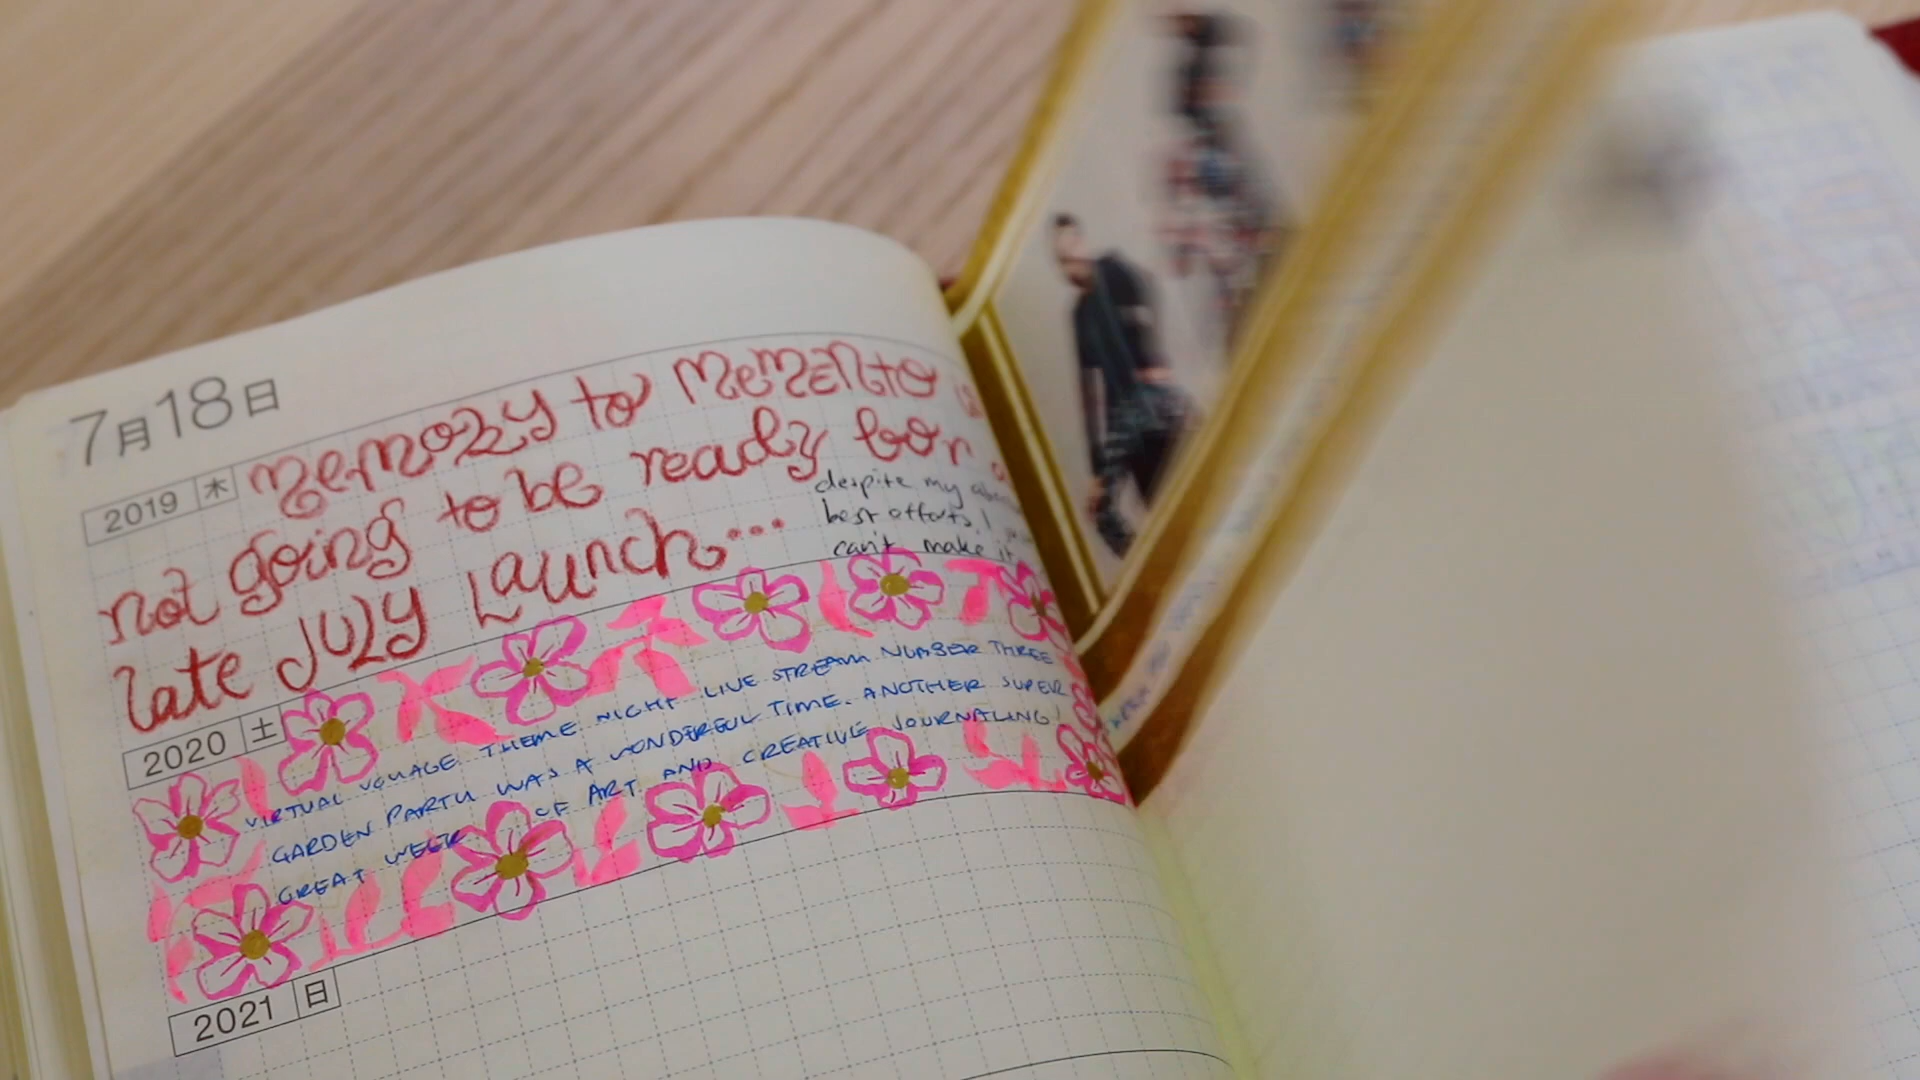 7月18日
2019 木
Memory to Memento
not going to be ready for
late July Launch...
despite my
best efforts I
can't make it
2020 土
VIRTUAL VOYAGE THEME NIGHT LIVE STREAM NUMBER THREE
GARDEN PARTY WAS A WONDERFUL TIME. ANOTHER SUPER
GREAT WEEK OF ART AND CREATIVE JOURNALING!
2021 日